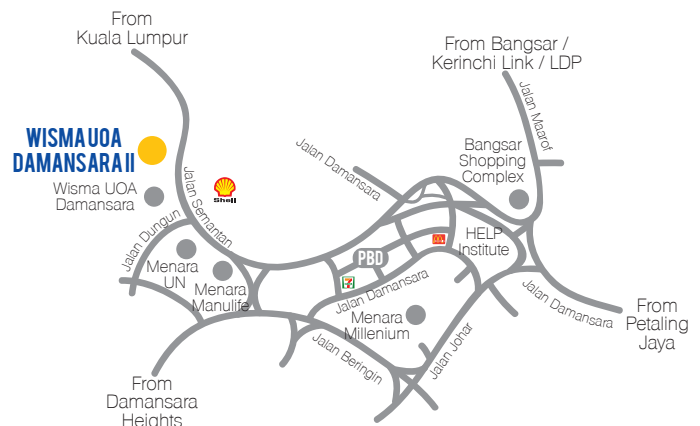 From
Kuala Lumpur
From Bangsar /
Kerinchi Link / LDP
Jalan Maarof
WISMA UOA
DAMANSARA II
Wisma UOA
Damansara
Shell
Jalan Semantan
Jalan Damansara
Bangsar
Shopping
Complex
Jalan Dungun
Menara
UN
Menara
Manulife
PBD
HELP
Institute
7
Jalan Damansara
Menara
Millenium
Jalan Damansara
From
Petaling
Jaya
Jalan Beringin
Jalan Johar
From
Damansara
Heights